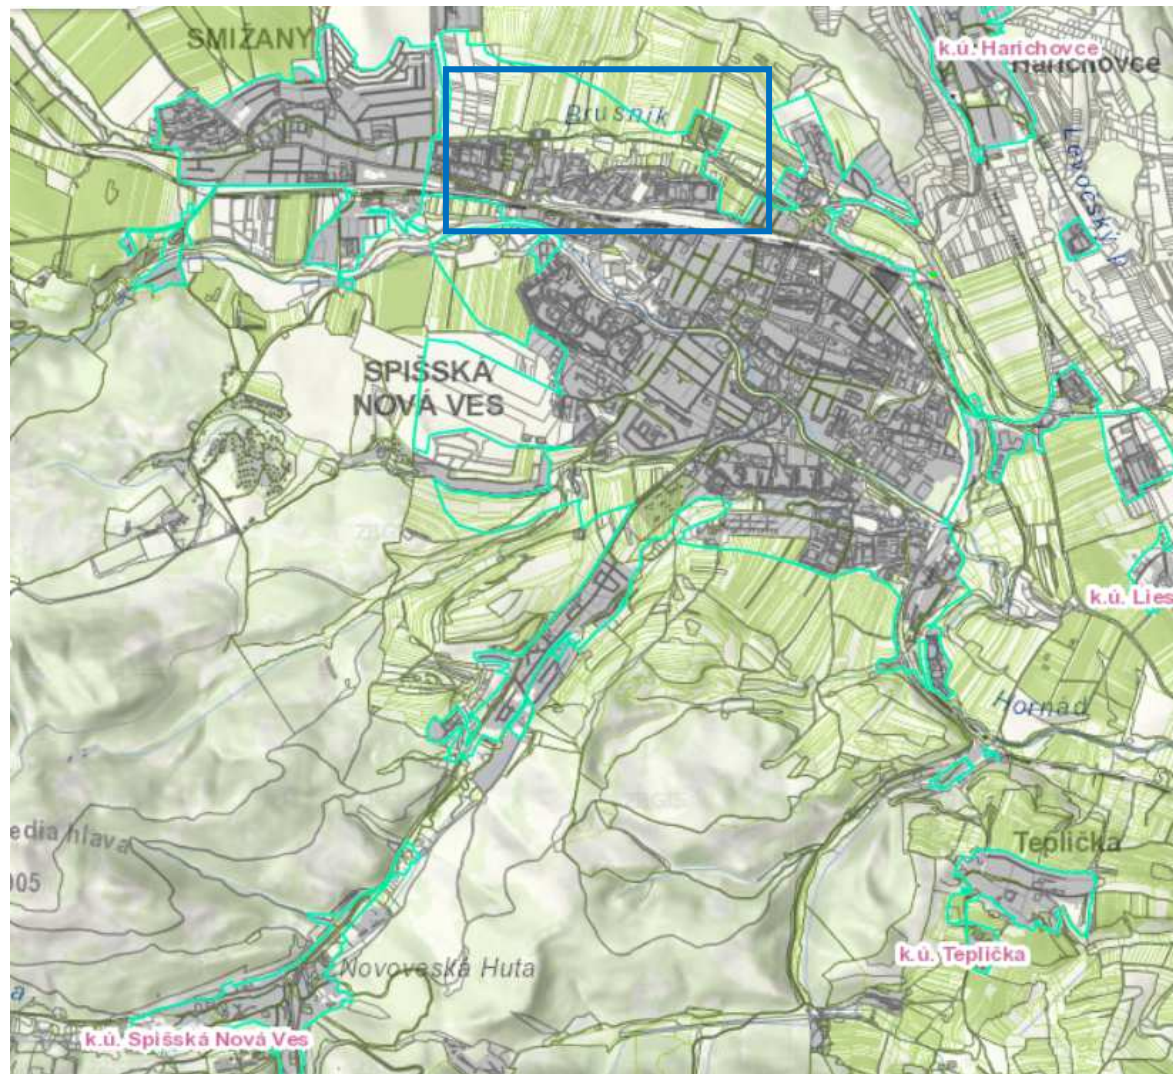 SMIŽANY
k.ú. Harichovce
Harichovce
Brusník
Levočský p.
SPIŠSKÁ
NOVÁ VES
k.ú. Lies
Hornád
edia hlava
005
Teplička
k.ú. Teplička
Novoveská Huta
a
k.ú. Spišská Nová Ves